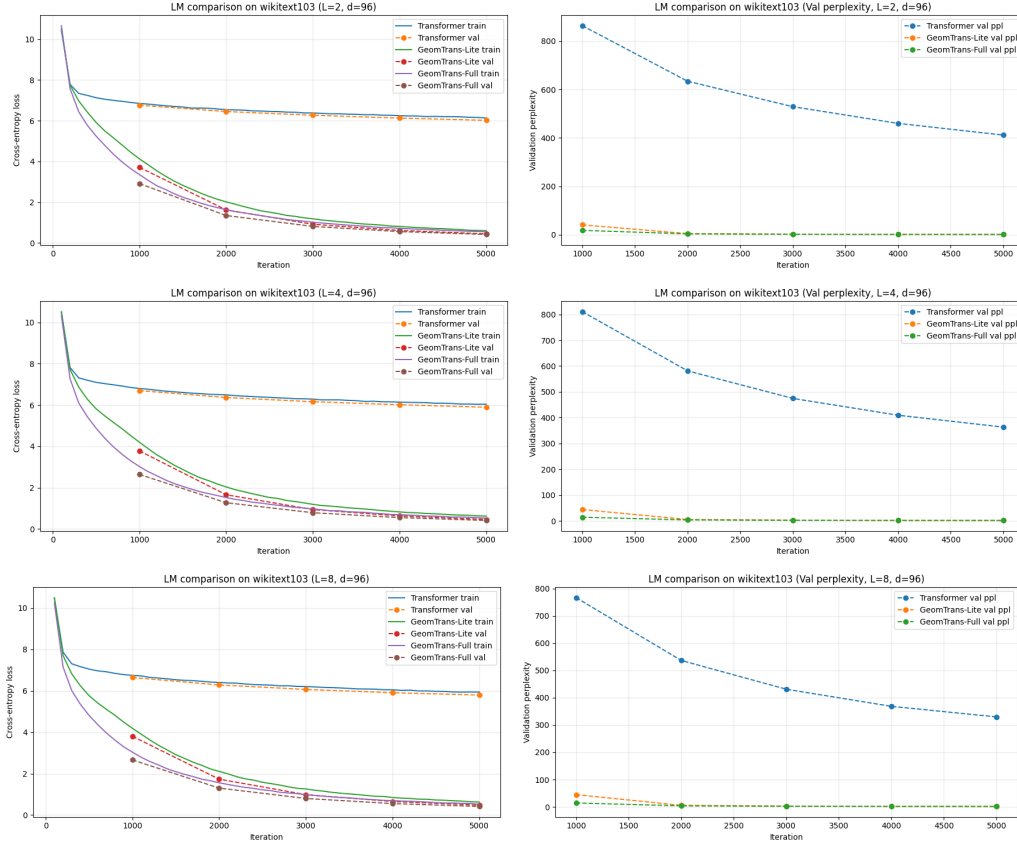 LM comparison on wikitext103 (L=2, d=96)
Cross-entropy loss
10
8
6
4
2
0
0
1000
2000
3000
4000
5000
Iteration
Transformer train
Transformer val
GeomTrans-Lite train
GeomTrans-Lite val
GeomTrans-Full train
GeomTrans-Full val
LM comparison on wikitext103 (Val perplexity, L=2, d=96)
Validation perplexity
800
600
400
200
0
1000
1500
2000
2500
3000
3500
4000
4500
5000
Iteration
Transformer val ppl
GeomTrans-Lite val ppl
GeomTrans-Full val ppl
LM comparison on wikitext103 (L=4, d=96)
Cross-entropy loss
10
8
6
4
2
0
0
1000
2000
3000
4000
5000
Iteration
Transformer train
Transformer val
GeomTrans-Lite train
GeomTrans-Lite val
GeomTrans-Full train
GeomTrans-Full val
LM comparison on wikitext103 (Val perplexity, L=4, d=96)
Validation perplexity
800
700
600
500
400
300
200
100
0
1000
1500
2000
2500
3000
3500
4000
4500
5000
Iteration
Transformer val ppl
GeomTrans-Lite val ppl
GeomTrans-Full val ppl
LM comparison on wikitext103 (L=8, d=96)
Cross-entropy loss
10
8
6
4
2
0
0
1000
2000
3000
4000
5000
Iteration
Transformer train
Transformer val
GeomTrans-Lite train
GeomTrans-Lite val
GeomTrans-Full train
GeomTrans-Full val
LM comparison on wikitext103 (Val perplexity, L=8, d=96)
Validation perplexity
800
700
600
500
400
300
200
100
0
1000
1500
2000
2500
3000
3500
4000
4500
5000
Iteration
Transformer val ppl
GeomTrans-Lite val ppl
GeomTrans-Full val ppl